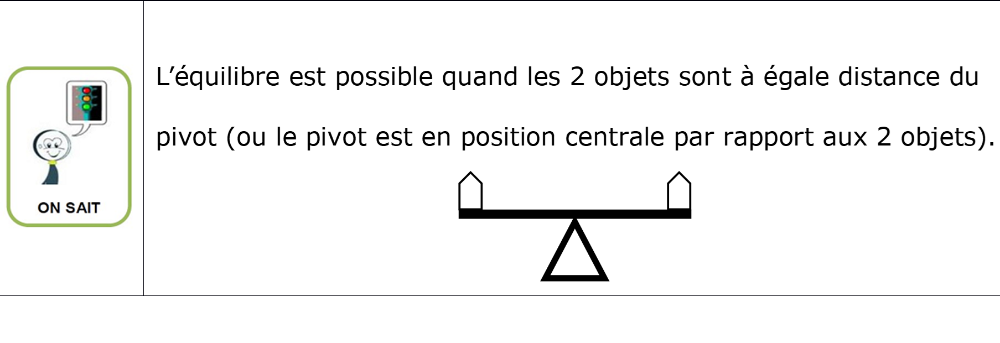 L’équilibre est possible quand les 2 objets sont à égale distance du
pivot (ou le pivot est en position centrale par rapport aux 2 objets).
ON SAIT